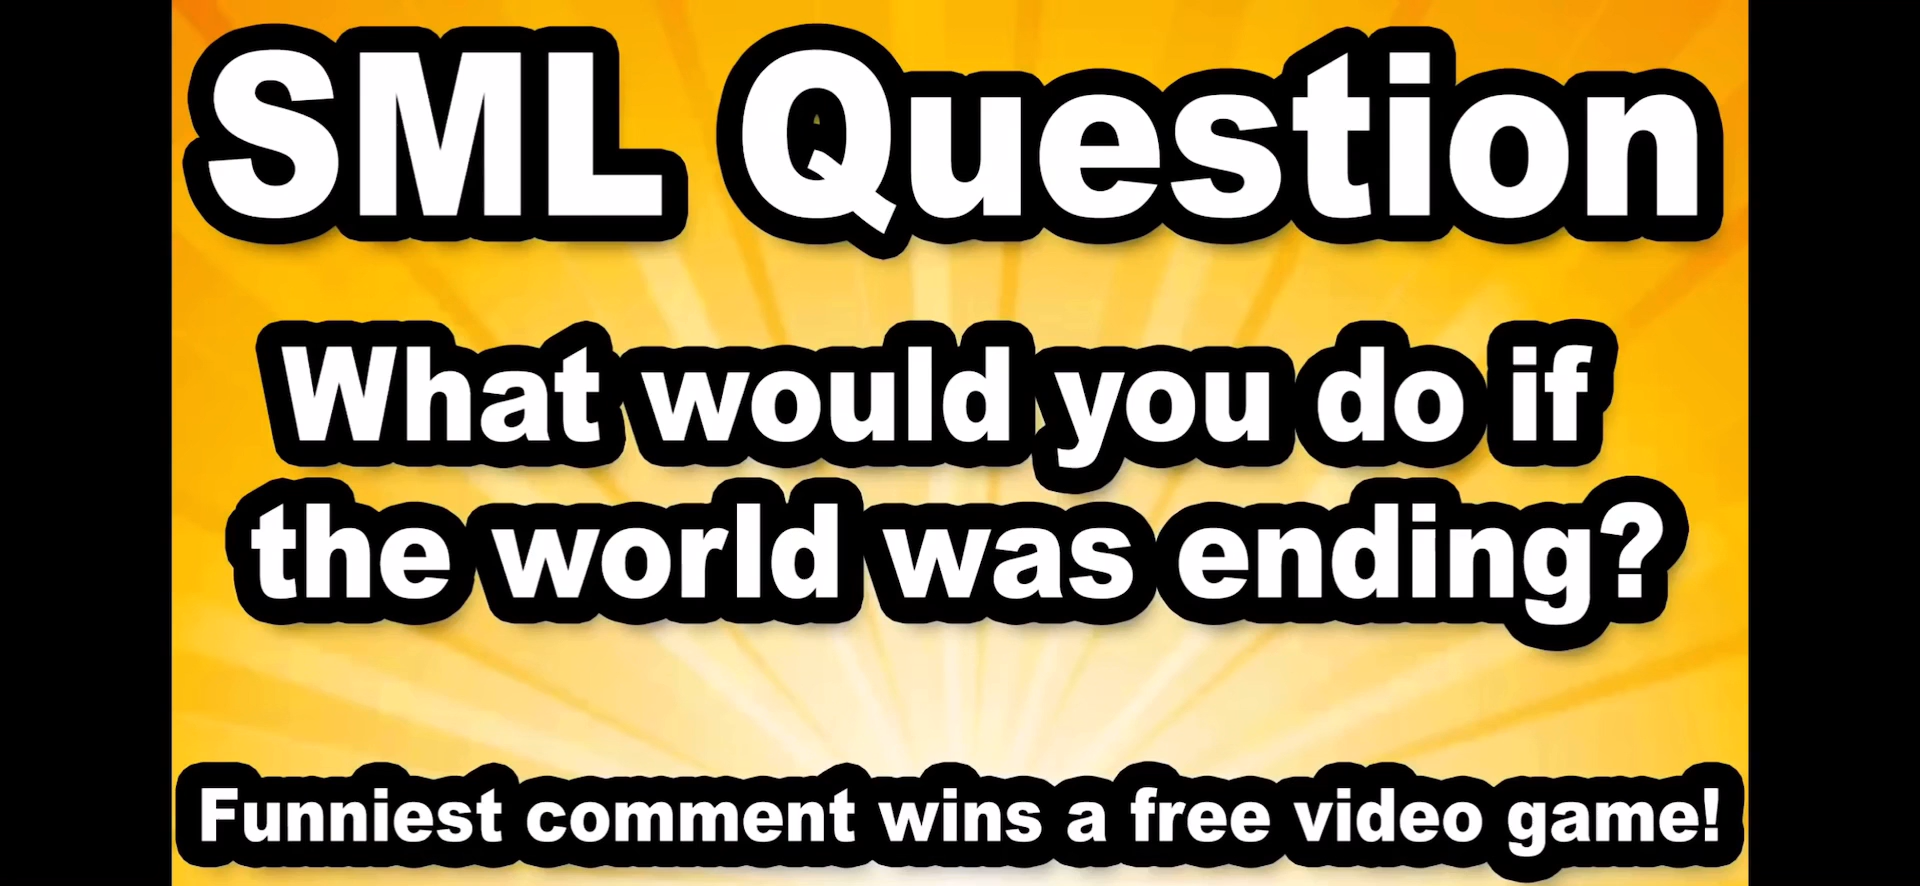 SML Question
What would you do if
the world was ending?
Funniest comment wins a free video game!